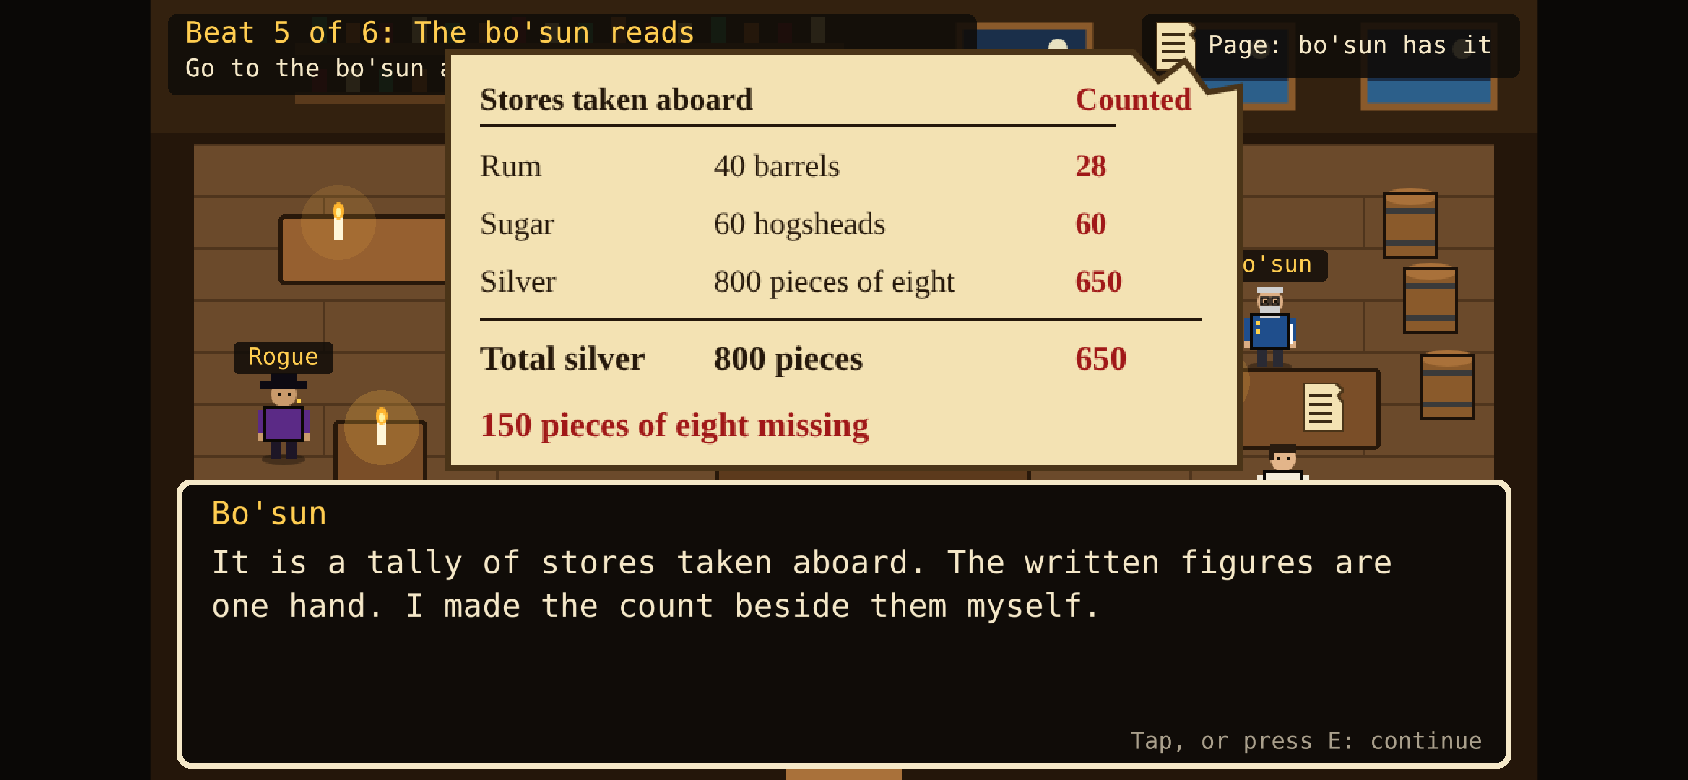 Beat 5 of 6: The bo'sun reads
Go to the bo'sun
Page: bo'sun has it
Stores taken aboard Counted
Rum 40 barrels 28
Sugar 60 hogsheads 60
Silver 800 pieces of eight 650
Total silver 800 pieces 650
150 pieces of eight missing
o'sun
Rogue
Bo'sun
It is a tally of stores taken aboard. The written figures are
one hand. I made the count beside them myself.
Tap, or press E: continue